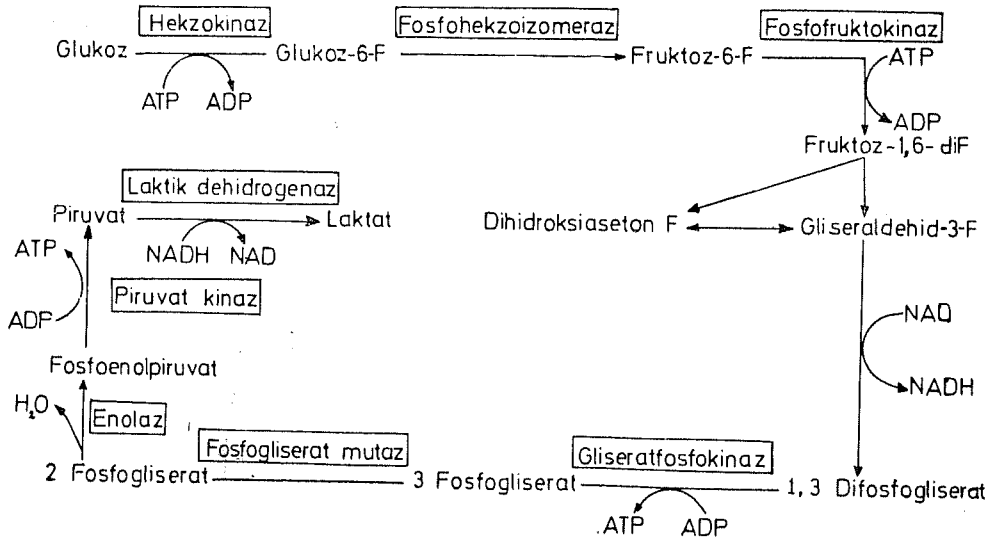 Hekzokinaz
Fosfohekzoizomeraz
Fosfofruktokinaz
Glukoz
Glukoz-6-F
Fruktoz-6-F
ATP
ATP
ADP
ADP
Fruktoz-1,6-diF
Laktik dehidrogenaz
Piruvat
Laktat
Dihidroksiaseton F
Gliseraldehid-3-F
ATP
NADH
NAD
Piruvat kinaz
ADP
NAD
Fosfoenolpiruvat
NADH
H₂O
Enolaz
Fosfogliserat mutaz
Gliseratfosfokinaz
2 Fosfogliserat
3 Fosfogliserat
1,3 Difosfogliserat
ATP
ADP